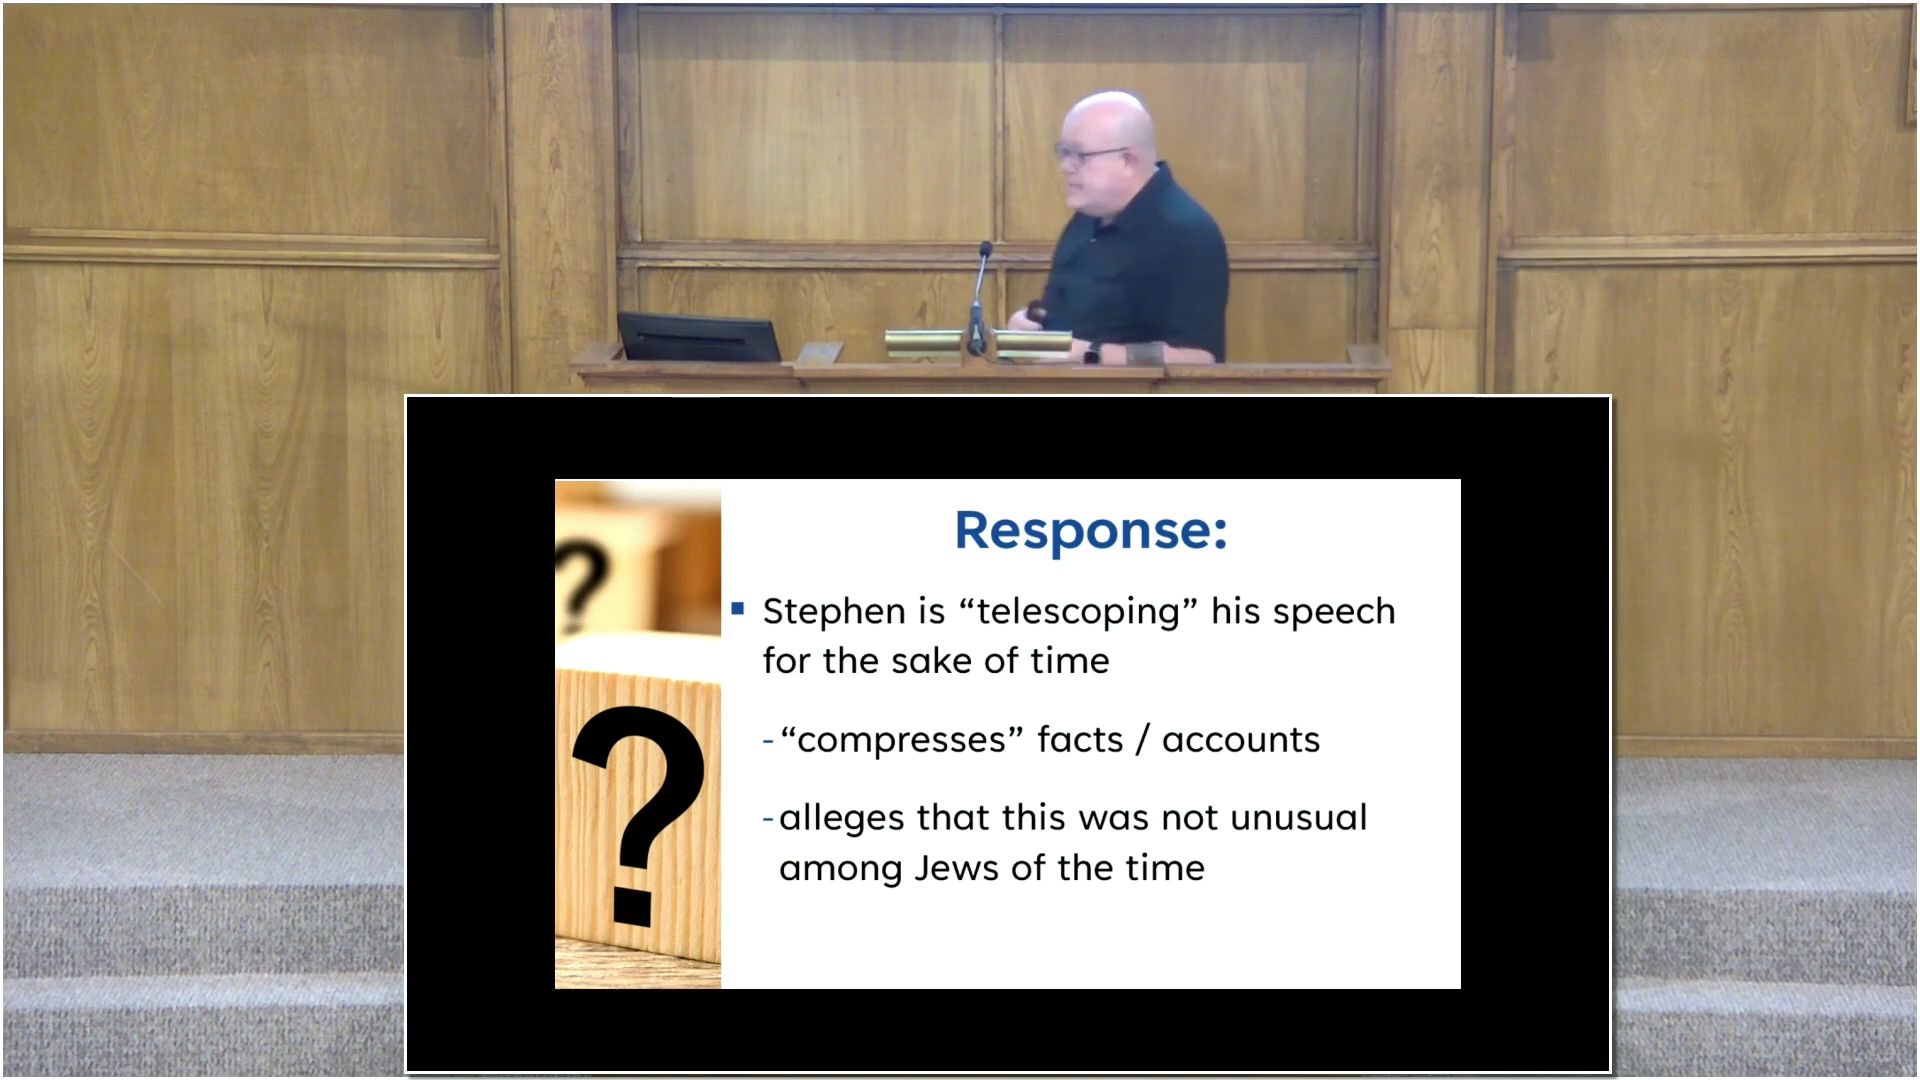 Response:
▪ Stephen is “telescoping” his speech
for the sake of time
- “compresses” facts / accounts
- alleges that this was not unusual
among Jews of the time
?
?